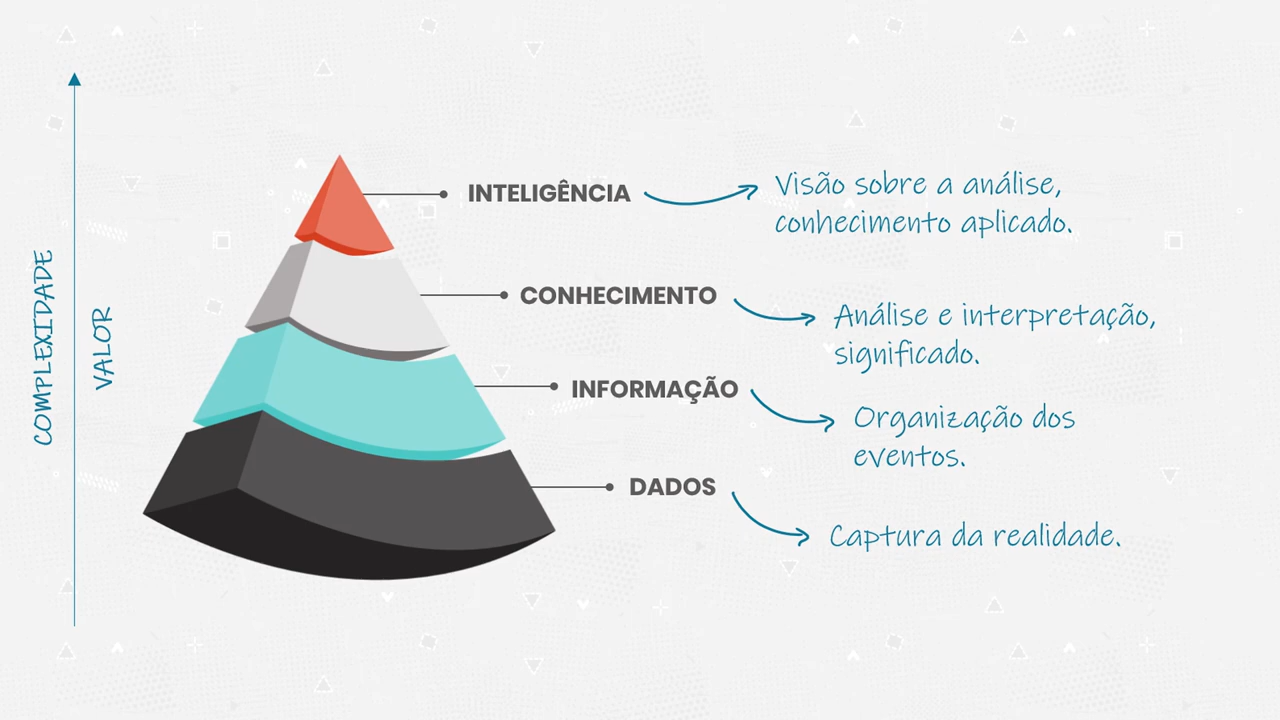 INTELIGÊNCIA
Visão sobre a análise,
conhecimento aplicado.
CONHECIMENTO
Análise e interpretação,
significado.
INFORMAÇÃO
Organização dos
eventos.
DADOS
Captura da realidade.
COMPLEXIDADE
VALOR